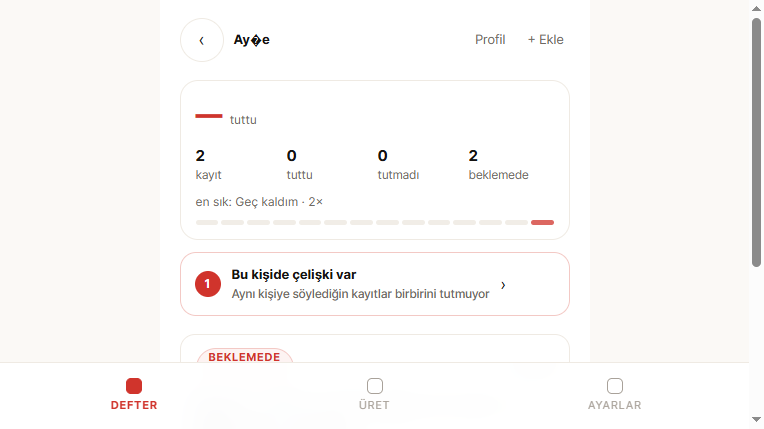 ‹ Ay�e Profil + Ekle
— tuttu
2 0 0 2
kayıt tuttu tutmadı beklemede
en sık: Geç kaldım · 2×
1 Bu kişide çelişki var ›
Aynı kişiye söylediğin kayıtlar birbirini tutmuyor
BEKLEMEDE
DEFTER ÜRET AYARLAR